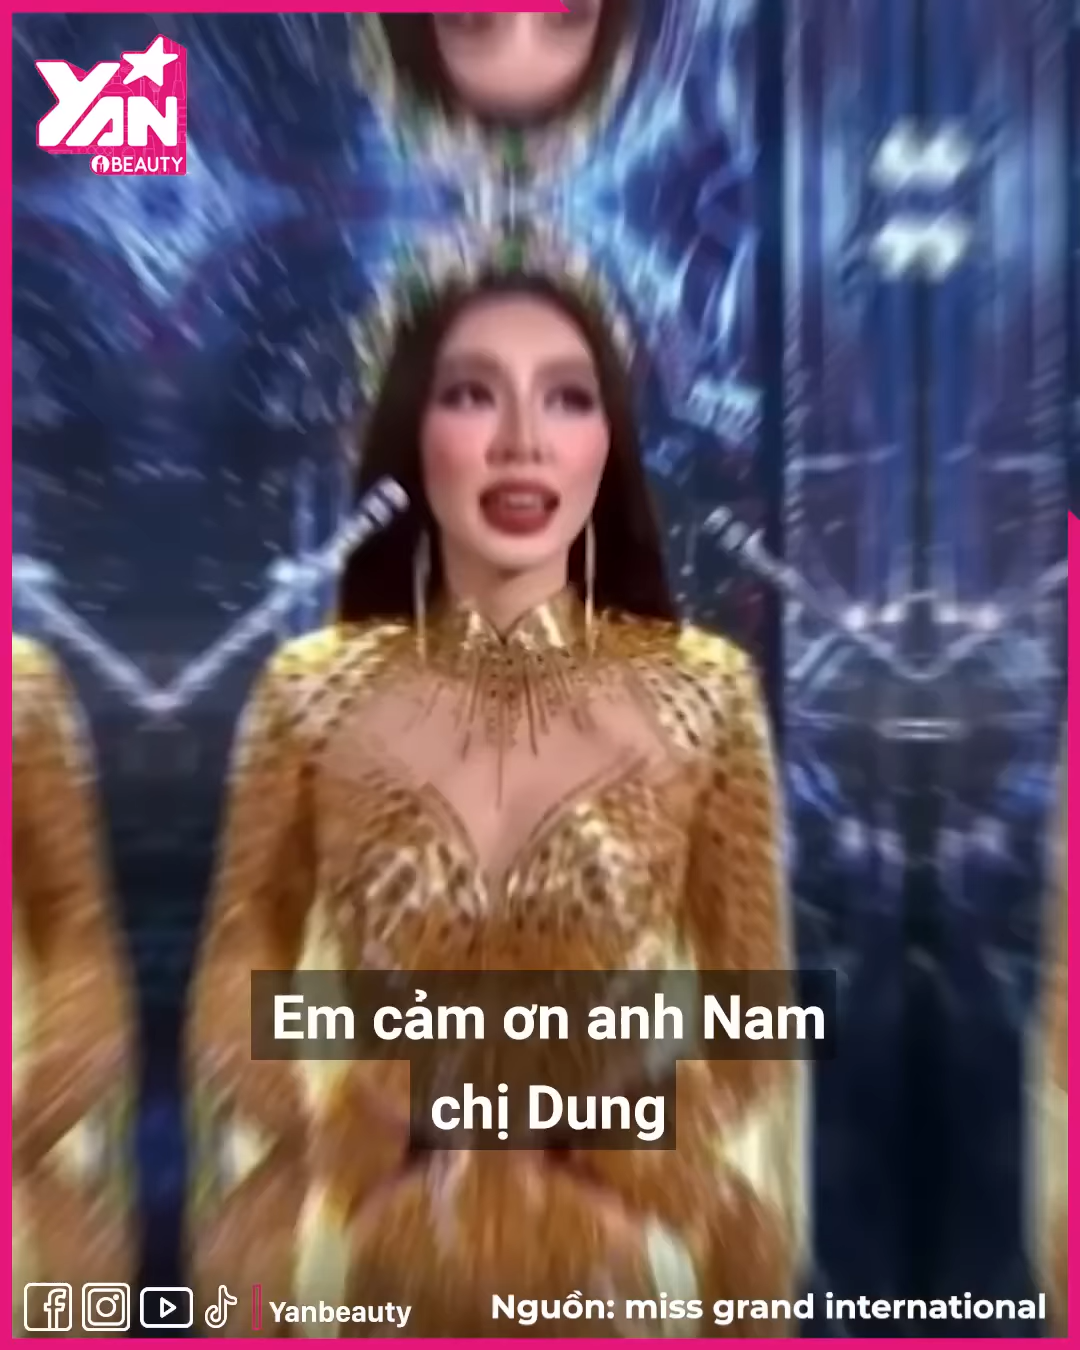 YAN
BEAUTY
Em cảm ơn anh Nam
chị Dung
Yanbeauty
Nguồn: miss grand international